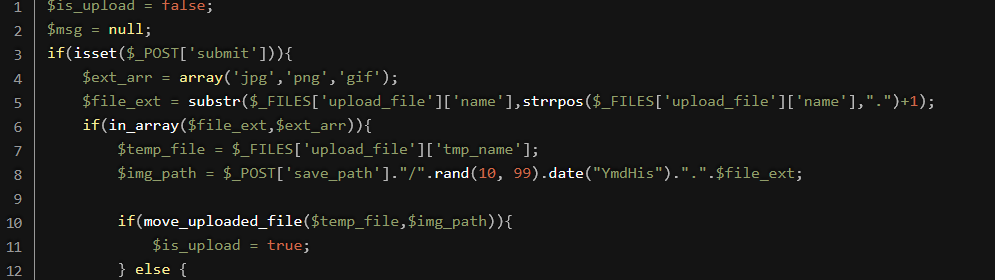 1 $is_upload = false;
2 $msg = null;
3 if(isset($_POST['submit'])){
4 $ext_arr = array('jpg','png','gif');
5 $file_ext = substr($_FILES['upload_file']['name'],strrpos($_FILES['upload_file']['name'],".")+1);
6 if(in_array($file_ext,$ext_arr)){
7 $temp_file = $_FILES['upload_file']['tmp_name'];
8 $img_path = $_POST['save_path']."/".rand(10, 99).date("YmdHis").".".$file_ext;
9
10 if(move_uploaded_file($temp_file,$img_path)){
11 $is_upload = true;
12 } else {